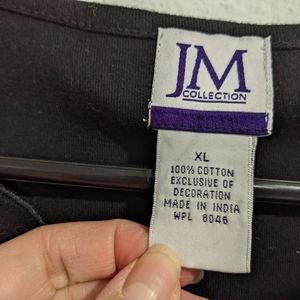 JM
COLLECTION
XL
100% COTTON
EXCLUSIVE OF
DECORATION
MADE IN INDIA
WPL 8046